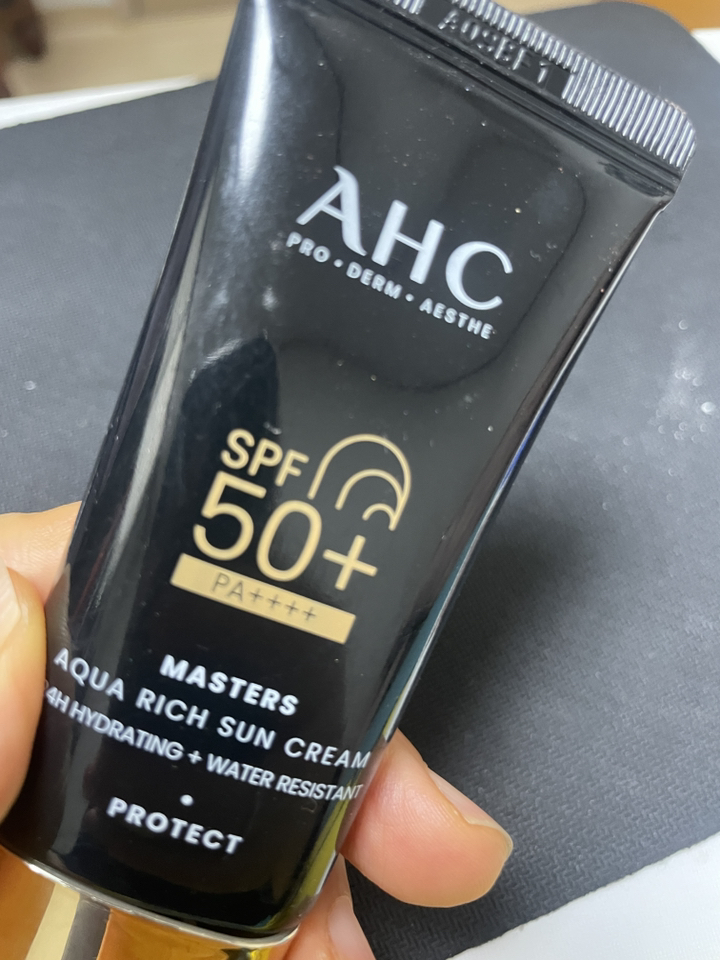 AHC
PRO • DERM • AESTHE
SPF
50+
PA++++
MASTERS
AQUA RICH SUN CREAM
HYDRATING + WATER RESISTANT
•
PROTECT